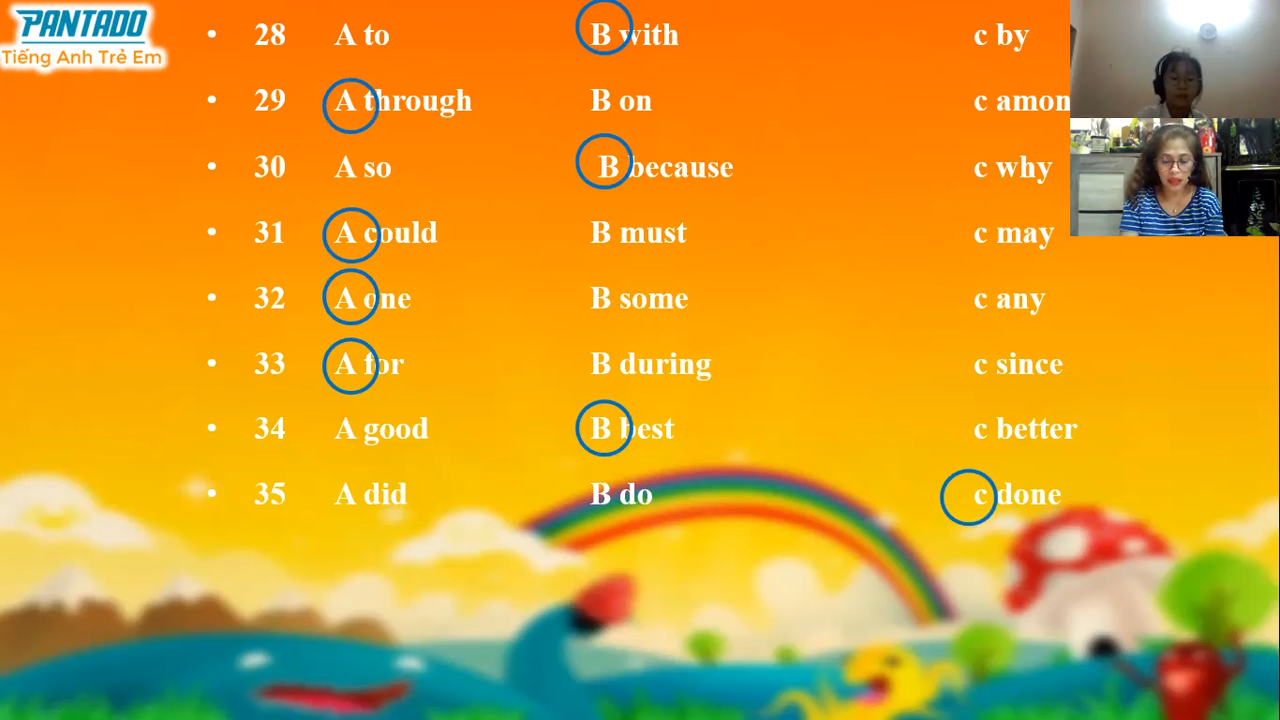 PANTADO
Tiếng Anh Trẻ Em
• 28 A to B with c by
• 29 A through B on c amon
• 30 A so B because c why
• 31 A could B must c may
• 32 A one B some c any
• 33 A for B during c since
• 34 A good B best c better
• 35 A did B do c done